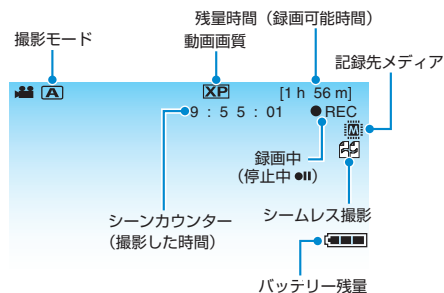 残量時間（録画可能時間）
撮影モード
動画画質
記録先メディア
A
XP
[1 h 56 m]
9 : 5 5 : 01
●REC
M
録画中
（停止中 ●II）
シーンカウンター
（撮影した時間）
シームレス撮影
バッテリー残量